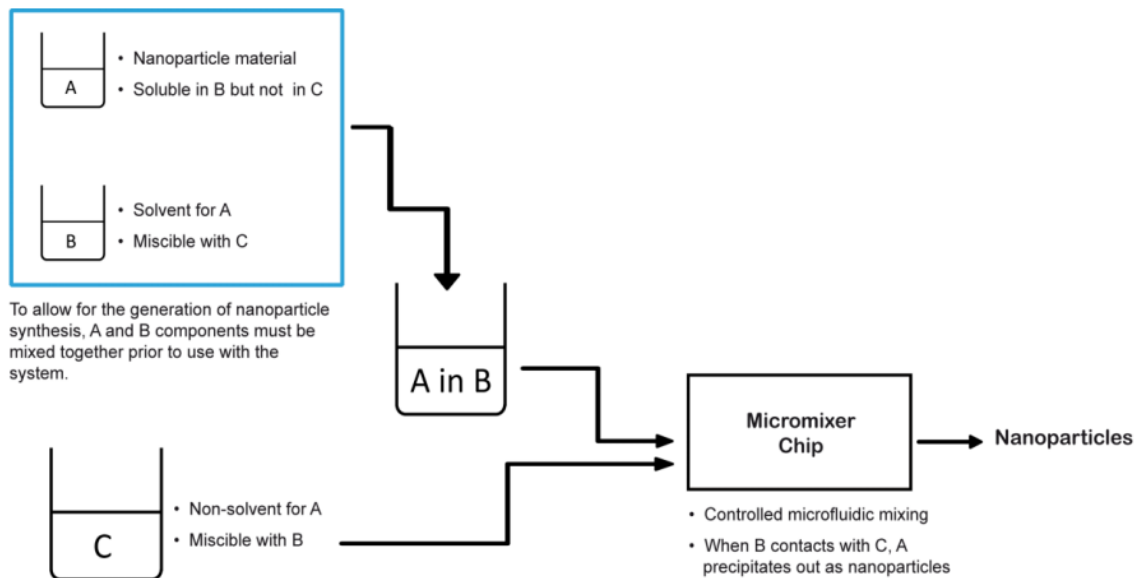 A
• Nanoparticle material
• Soluble in B but not in C
B
• Solvent for A
• Miscible with C
To allow for the generation of nanoparticle
synthesis, A and B components must be
mixed together prior to use with the
system.
A in B
C
• Non-solvent for A
• Miscible with B
Micromixer
Chip
Nanoparticles
• Controlled microfluidic mixing
• When B contacts with C, A
precipitates out as nanoparticles